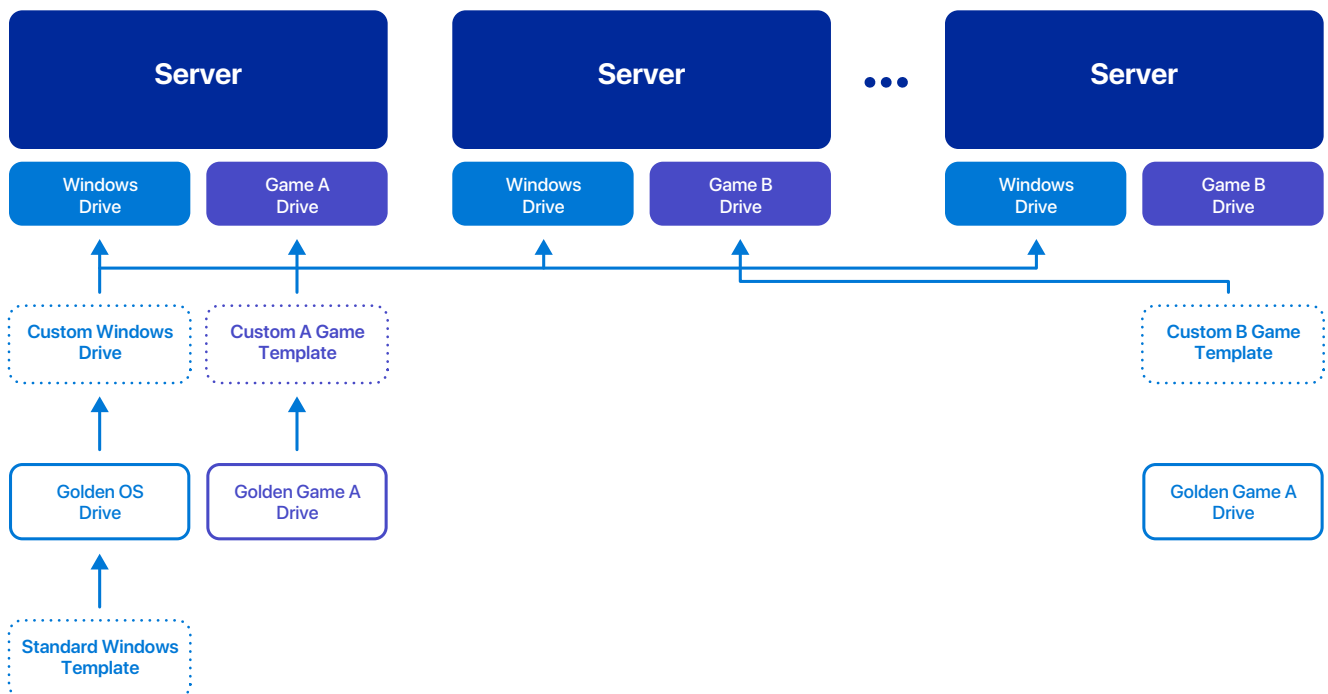 Server
Server
Server
Windows
Drive
Game A
Drive
Windows
Drive
Game B
Drive
Windows
Drive
Game B
Drive
Custom Windows
Drive
Custom A Game
Template
Custom B Game
Template
Golden OS
Drive
Golden Game A
Drive
Golden Game A
Drive
Standard Windows
Template